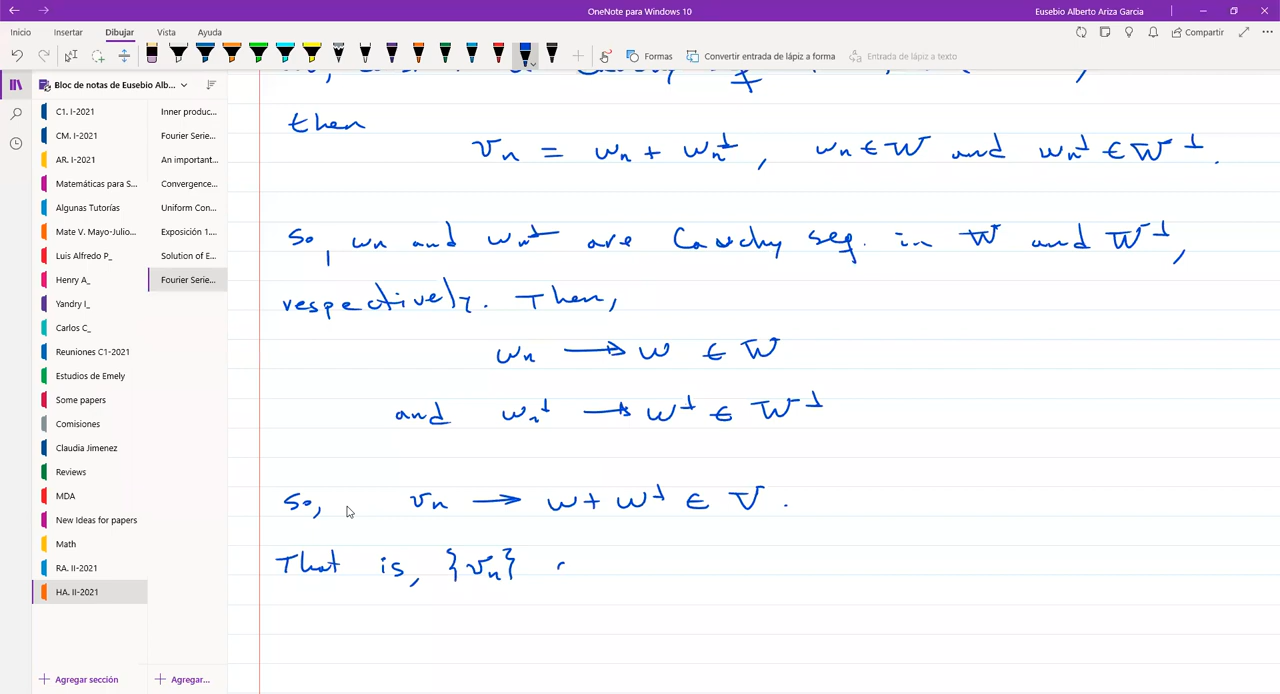 OneNote para Windows 10
Eusebio Alberto Ariza Garcia
Inicio Insertar Dibujar Vista Ayuda
Compartir
Formas Convertir entrada de lápiz a forma Entrada de lápiz a texto
Bloc de notas de Eusebio Alb...
C1. I-2021
CM. I-2021
AR. I-2021
Matemáticas para S...
Algunas Tutorías
Mate V. Mayo-Julio...
Luis Alfredo P_
Henry A_
Yandry I_
Carlos C_
Reuniones C1-2021
Estudios de Emely
Some papers
Comisiones
Claudia Jimenez
Reviews
MDA
New Ideas for papers
Math
RA. II-2021
HA. II-2021
Agregar sección
Inner produc...
Fourier Serie...
An important...
Convergence...
Uniform Con...
Exposición 1....
Solution of E...
Fourier Serie...
Agregar...
then
vₙ = wₙ + wₙ^⊥, wₙ ∈ W and wₙ^⊥ ∈ W^⊥.
So, wₙ and wₙ^⊥ are Cauchy seq. in W and W^⊥,
respectively. Then,
wₙ → w ∈ W
and wₙ^⊥ → w^⊥ ∈ W^⊥
So, vₙ → w + w^⊥ ∈ V.
That is, {vₙ}